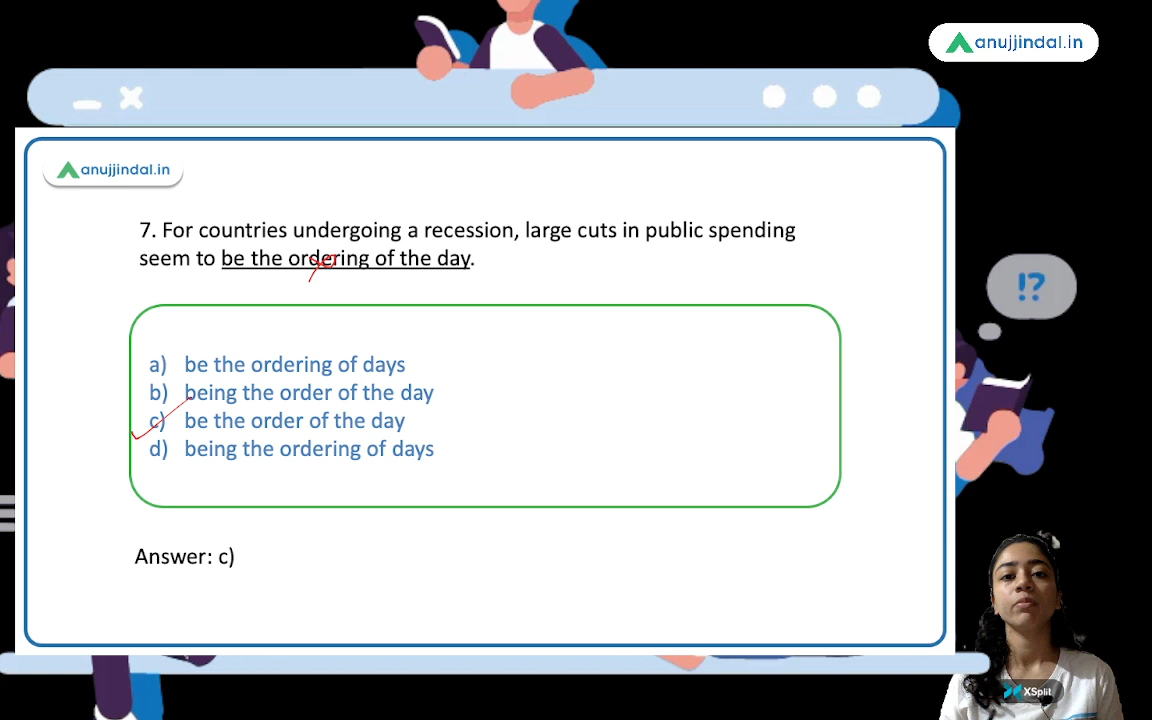 anujjindal.in
anujjindal.in
7. For countries undergoing a recession, large cuts in public spending
seem to be the ordering of the day.
a) be the ordering of days
b) being the order of the day
c) be the order of the day
d) being the ordering of days
Answer: c)
!?
XSplit